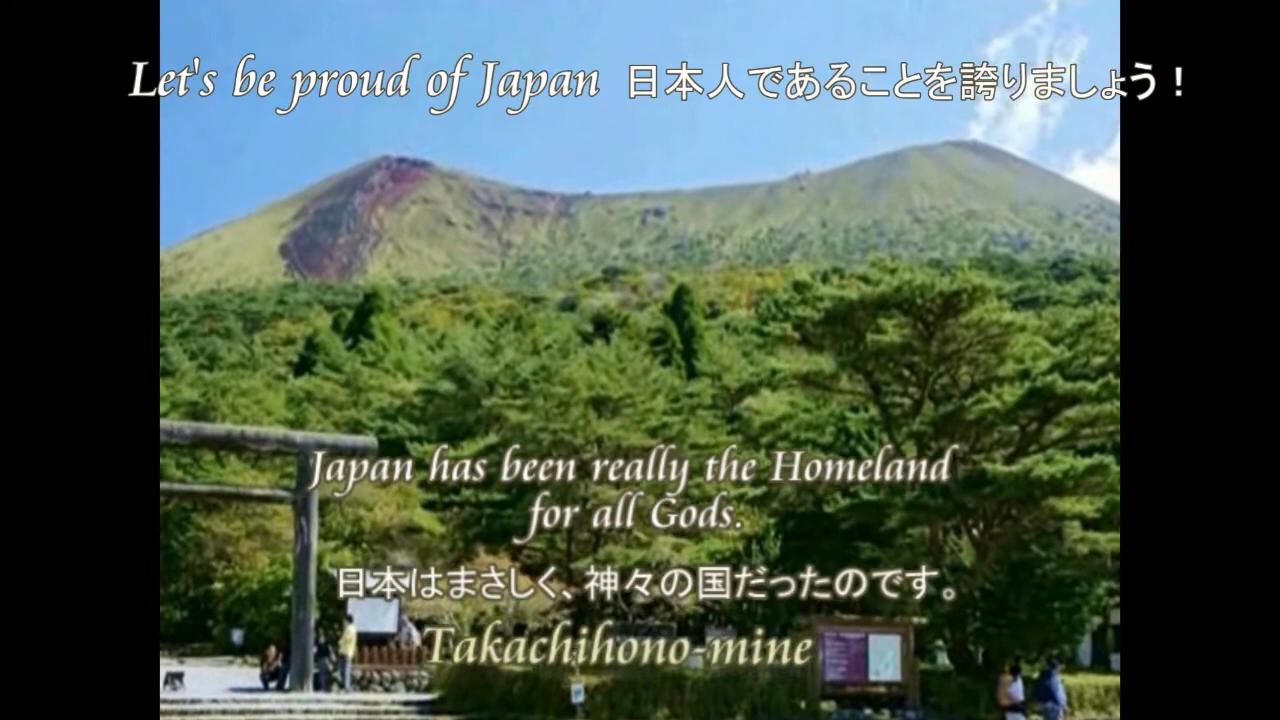 Let's be proud of Japan 日本人であることを誇りましょう！
Japan has been really the Homeland
for all Gods.
日本はまさしく、神々の国だったのです。
Takachihono-mine